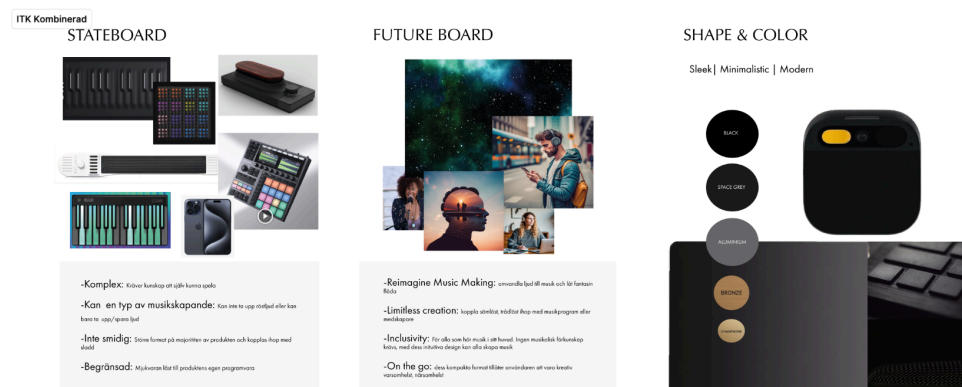 ITK Kombinerad
STATEBOARD
-Komplex: Kräver kunskap att själv kunna spela
-Kan en typ av musikskapande: Kan inte ta upp röstljud eller kan
bara ta upp/spara ljud
-Inte smidig: Större format på majoriteten av produkten och kopplas ihop med
sladd
-Begränsad: Mjukvaran låst till produktens egen programvara
FUTURE BOARD
-Reimagine Music Making: omvandla ljud till musik och låt fantasin
flöda
-Limitless creation: koppla sömlöst, trådlöst ihop med musikprogram eller
medskapare
-Inclusivity: För alla som hör musik i sitt huvud. Ingen musikalisk förkunskap
krävs, med dess intuitiva design kan alla skapa musik
-On the go: dess kompakta format tillåter användaren att vara kreativ
varsomhelst, närsomhelst
SHAPE & COLOR
Sleek| Minimalistic | Modern
BLACK
SPACE GREY
ALUMINIUM
BRONZE
CHAMPAGNE